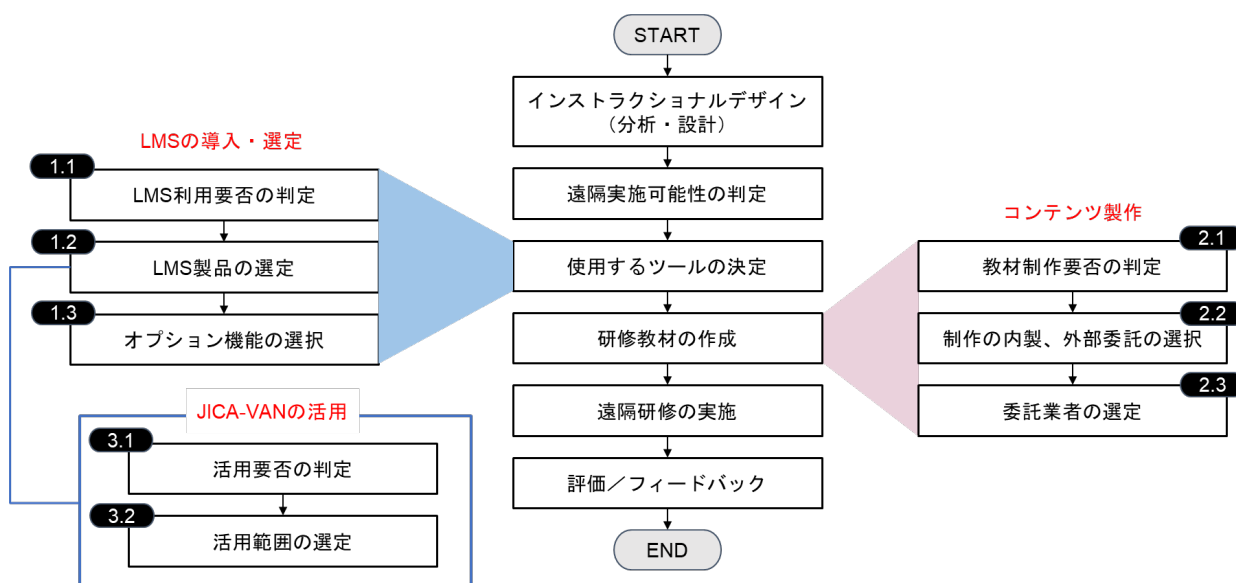 START
インストラクショナルデザイン
（分析・設計）
遠隔実施可能性の判定
使用するツールの決定
研修教材の作成
遠隔研修の実施
評価／フィードバック
END
LMSの導入・選定
1.1
LMS利用要否の判定
1.2
LMS製品の選定
1.3
オプション機能の選択
JICA-VANの活用
3.1
活用要否の判定
3.2
活用範囲の選定
コンテンツ製作
2.1
教材制作要否の判定
2.2
制作の内製、外部委託の選択
2.3
委託業者の選定